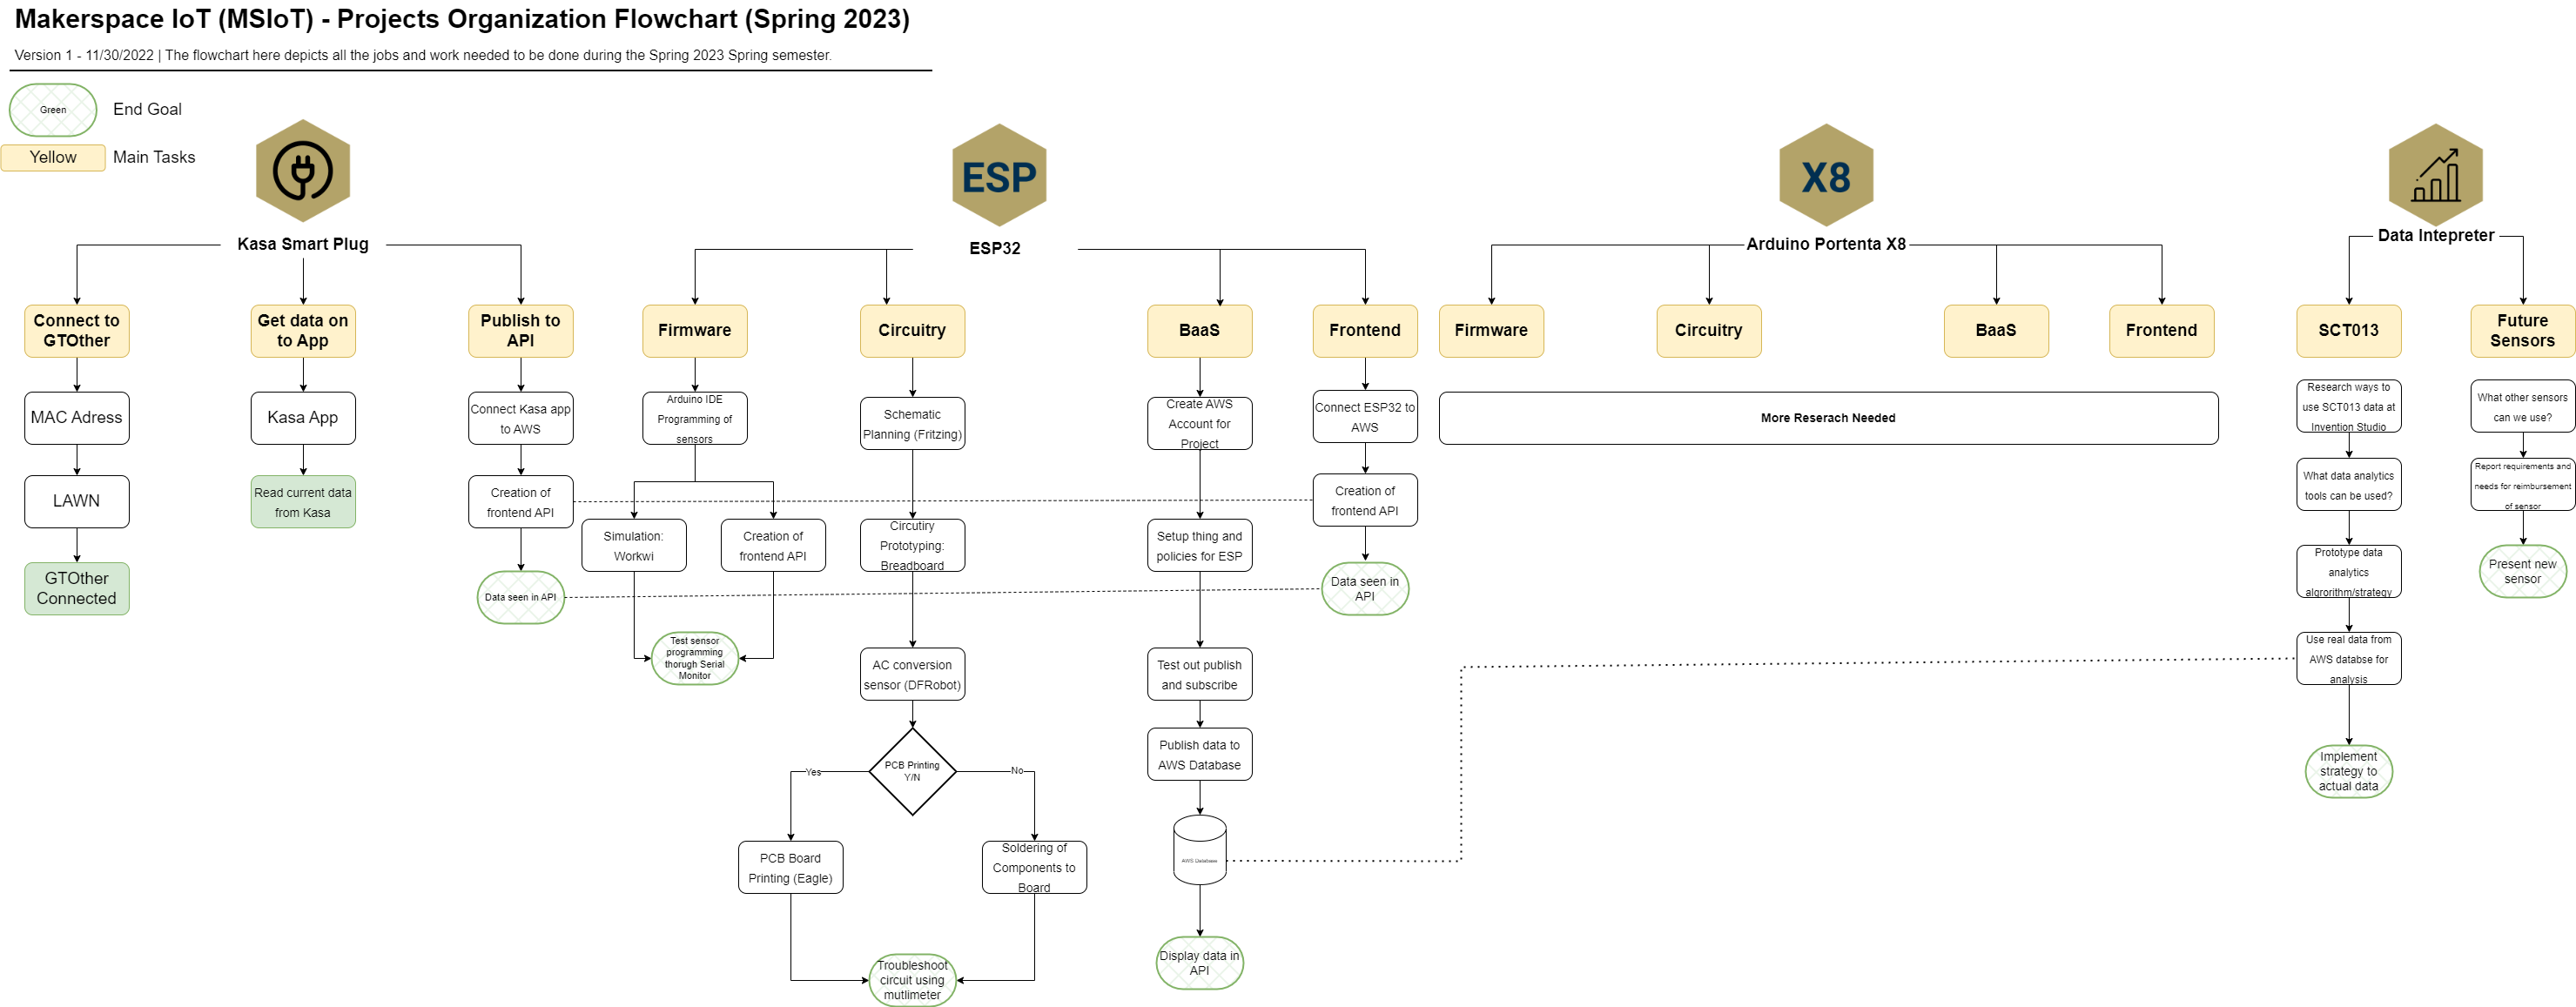 Makerspace IoT (MSIoT) - Projects Organization Flowchart (Spring 2023)
Version 1 - 11/30/2022 | The flowchart here depicts all the jobs and work needed to be done during the Spring 2023 Spring semester.
Green
End Goal
Yellow
Main Tasks
Kasa Smart Plug
Connect to
GTOther
MAC Adress
LAWN
GTOther
Connected
Get data on
to App
Kasa App
Read current data
from Kasa
Publish to
API
Connect Kasa app
to AWS
Creation of
frontend API
Data seen in API
ESP
ESP32
Firmware
Arduino IDE
Programming of
sensors
Simulation:
Workwi
Creation of
frontend API
Test sensor
programming
thorugh Serial
Monitor
Circuitry
Schematic
Planning (Fritzing)
Circutiry
Prototyping:
Breadboard
AC conversion
sensor (DFRobot)
PCB Printing
Y/N
Yes
No
PCB Board
Printing (Eagle)
Soldering of
Components to
Board
Troubleshoot
circuit using
mutlimeter
BaaS
Create AWS
Account for
Project
Setup thing and
policies for ESP
Test out publish
and subscribe
Publish data to
AWS Database
AWS Database
Display data in
API
Frontend
Connect ESP32 to
AWS
Creation of
frontend API
Data seen in
API
X8
Arduino Portenta X8
Firmware
Circuitry
BaaS
Frontend
More Reserach Needed
Data Intepreter
SCT013
Research ways to
use SCT013 data at
Invention Studio
What data analytics
tools can be used?
Prototype data
analytics
algrorithm/strategy
Use real data from
AWS databse for
analysis
Implement
strategy to
actual data
Future
Sensors
What other sensors
can we use?
Report requirements and
needs for reimbursement
of sensor
Present new
sensor